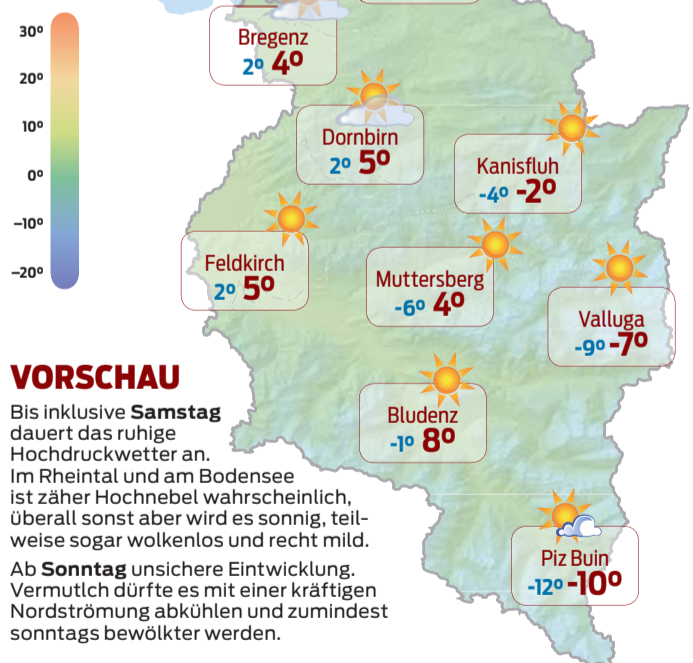 30°
20°
10°
0°
–10°
–20°
Bregenz
2° 4°
Dornbirn
2° 5°
Kanisfluh
-4° -2°
Feldkirch
2° 5°
Muttersberg
-6° 4°
Valluga
-9° -7°
Bludenz
-1° 8°
Piz Buin
-12° -10°
VORSCHAU
Bis inklusive Samstag
dauert das ruhige
Hochdruckwetter an.
Im Rheintal und am Bodensee
ist zäher Hochnebel wahrscheinlich,
überall sonst aber wird es sonnig, teil-
weise sogar wolkenlos und recht mild.
Ab Sonntag unsichere Eintwicklung.
Vermutlch dürfte es mit einer kräftigen
Nordströmung abkühlen und zumindest
sonntags bewölkter werden.